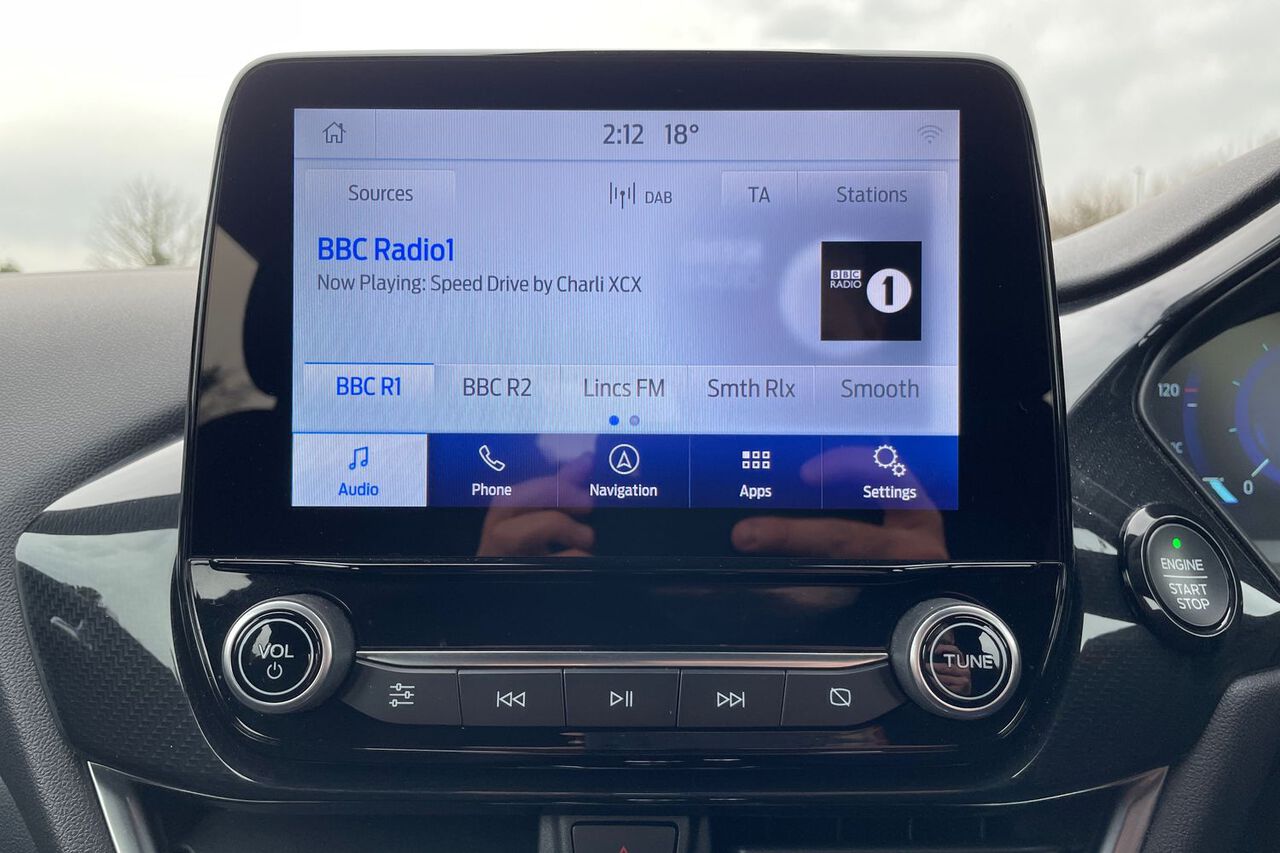 2:12 18°
Sources DAB TA Stations
BBC Radio1
Now Playing: Speed Drive by Charli XCX
BBC
RADIO
1
BBC R1 BBC R2 Lincs FM Smth Rlx Smooth
Audio Phone Navigation Apps Settings
120
0
ENGINE
START
STOP
VOL
TUNE